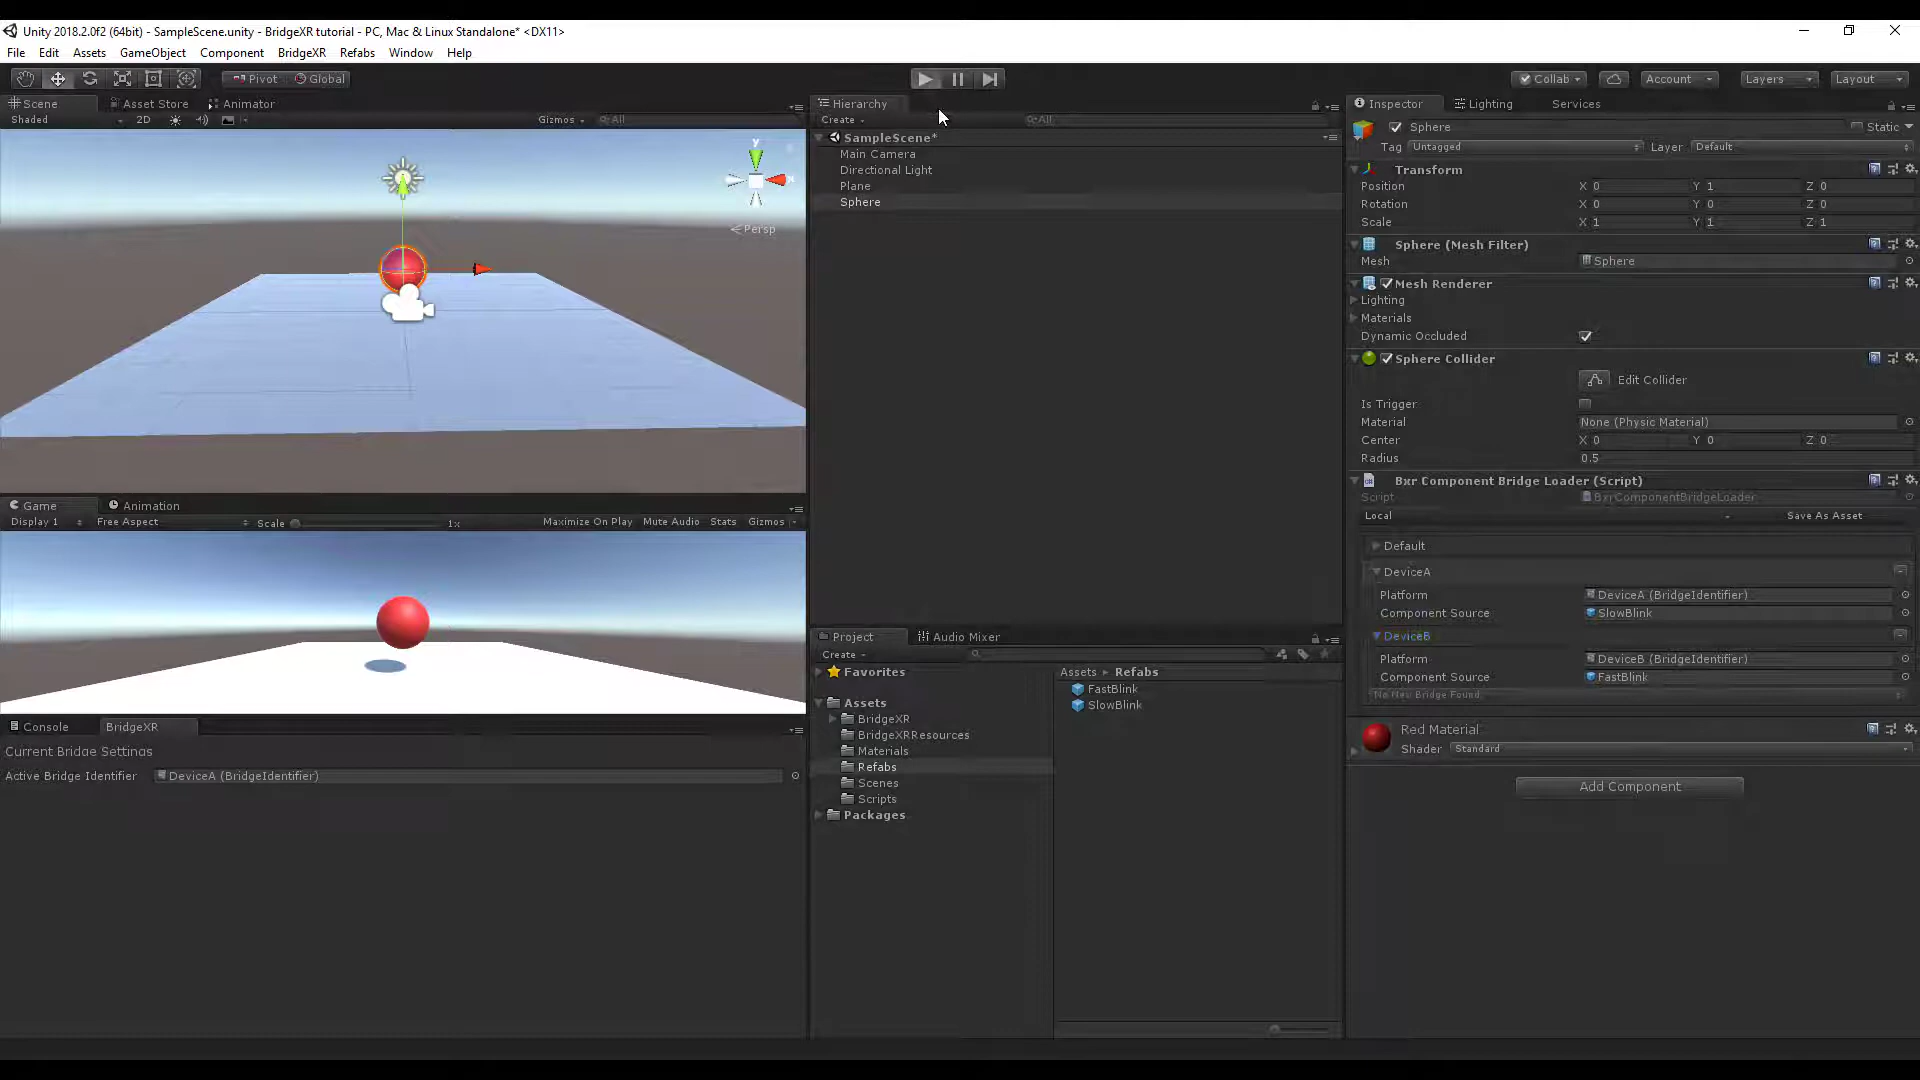 Unity 2018.2.0f2 (64bit) - SampleScene.unity - BridgeXR tutorial - PC, Mac & Linux Standalone* <DX11>
File Edit Assets GameObject Component BridgeXR Refabs Window Help
Pivot Global Collab Account Layers Layout
Scene Asset Store Animator
Shaded 2D Gizmos All
y
x
Persp
Game Animation
Display 1 Free Aspect Scale 1x Maximize On Play Mute Audio Stats Gizmos
Console BridgeXR
Current Bridge Settings
Active Bridge Identifier DeviceA (BridgeIdentifier)
Hierarchy
Create All
SampleScene*
Main Camera
Directional Light
Plane
Sphere
Project Audio Mixer
Create
Favorites
Assets
BridgeXR
BridgeXRResources
Materials
Refabs
Scenes
Scripts
Packages
Assets Refabs
FastBlink
SlowBlink
Inspector Lighting Services
Sphere Static
Tag Untagged Layer Default
Transform
Position X 0 Y 1 Z 0
Rotation X 0 Y 0 Z 0
Scale X 1 Y 1 Z 1
Sphere (Mesh Filter)
Mesh Sphere
Mesh Renderer
Lighting
Materials
Dynamic Occluded
Sphere Collider
Edit Collider
Is Trigger
Material None (Physic Material)
Center X 0 Y 0 Z 0
Radius 0.5
Bxr Component Bridge Loader (Script)
Script BxrComponentBridgeLoader
Local Save As Asset
Default
DeviceA
Platform DeviceA (BridgeIdentifier)
Component Source SlowBlink
DeviceB
Platform DeviceB (BridgeIdentifier)
Component Source FastBlink
No New Bridge Found
Red Material
Shader Standard
Add Component